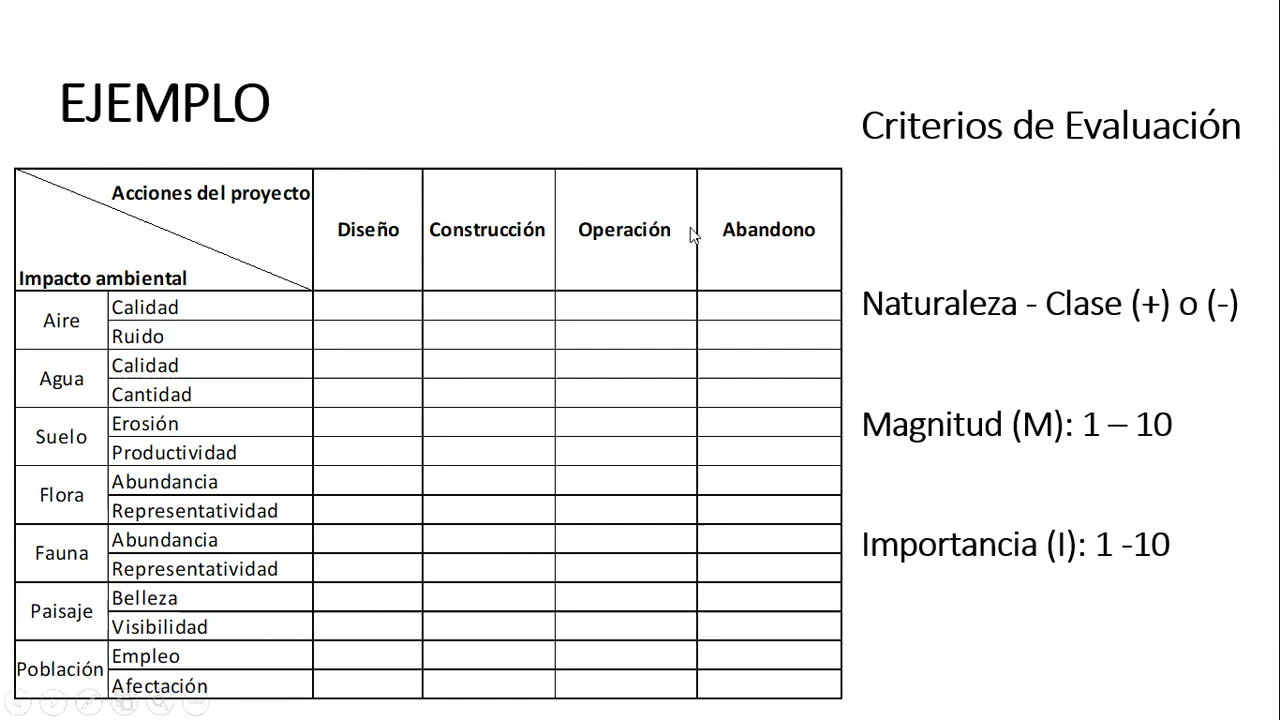 EJEMPLO
Criterios de Evaluación
Acciones del proyecto
Impacto ambiental
Diseño
Construcción
Operación
Abandono
Aire
Calidad
Ruido
Agua
Calidad
Cantidad
Suelo
Erosión
Productividad
Flora
Abundancia
Representatividad
Fauna
Abundancia
Representatividad
Paisaje
Belleza
Visibilidad
Población
Empleo
Afectación
Naturaleza - Clase (+) o (-)
Magnitud (M): 1 – 10
Importancia (I): 1 -10